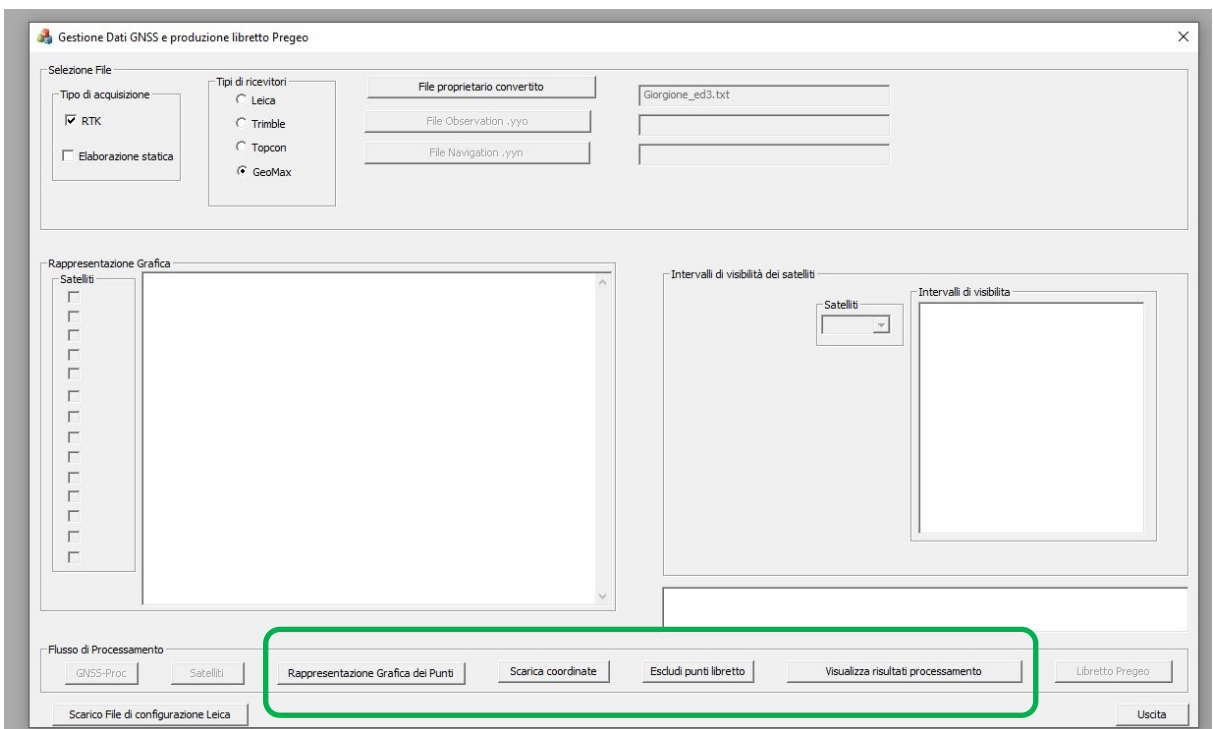 Gestione Dati GNSS e produzione libretto Pregeo
Selezione File
Tipo di acquisizione
RTK
Elaborazione statica
Tipi di ricevitori
Leica
Trimble
Topcon
GeoMax
File proprietario convertito
Giorgione_ed3.txt
File Observation .yyo
File Navigation .yyn
Rappresentazione Grafica
Satelliti
Intervalli di visibilità dei satelliti
Satelliti
Intervalli di visibilita
Flusso di Processamento
GNSS-Proc
Satelliti
Rappresentazione Grafica dei Punti
Scarica coordinate
Escludi punti libretto
Visualizza risultati processamento
Libretto Pregeo
Scarico File di configurazione Leica
Uscita